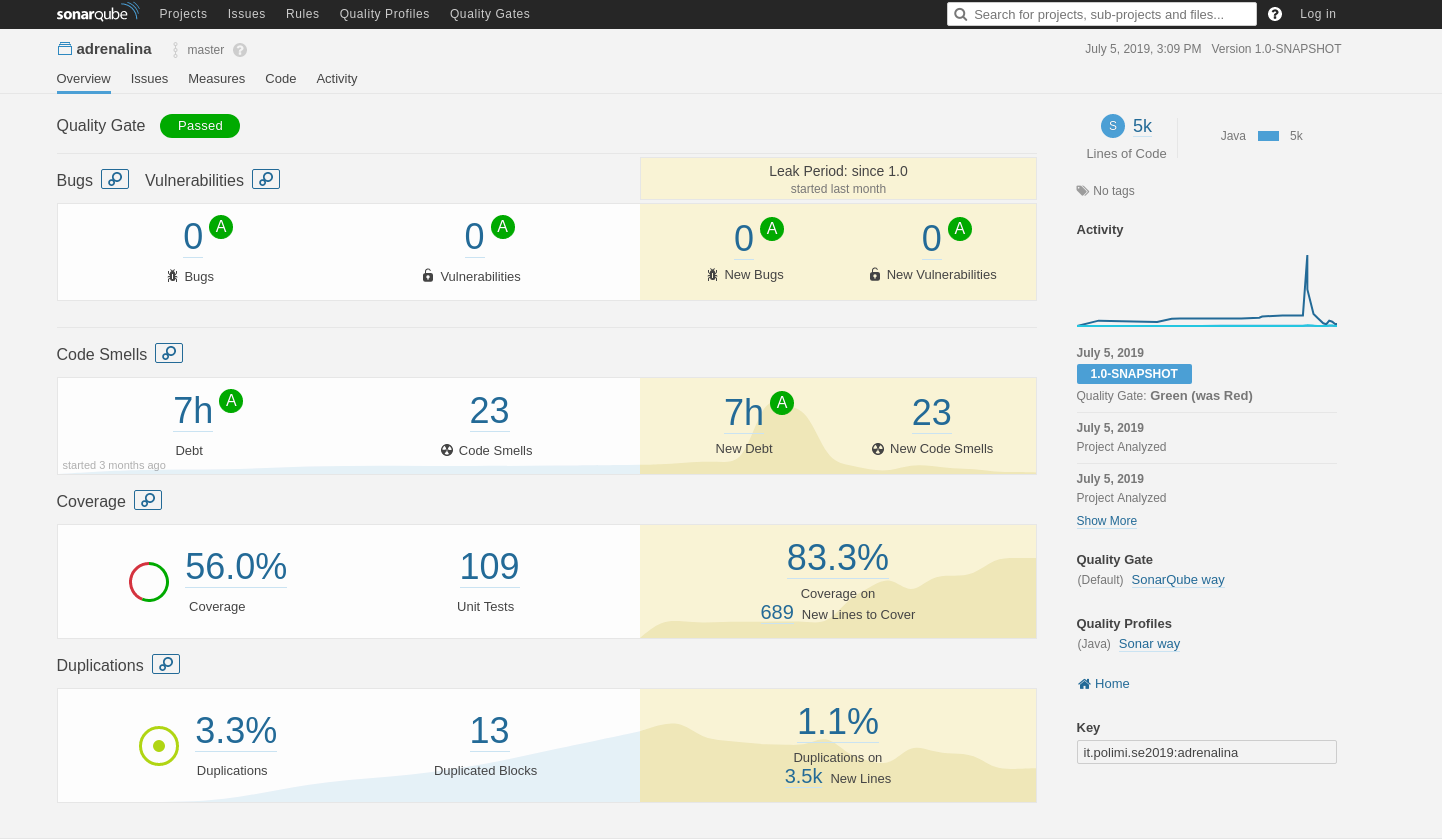 sonarqube Projects Issues Rules Quality Profiles Quality Gates Search for projects, sub-projects and files... Log in
adrenalina master July 5, 2019, 3:09 PM Version 1.0-SNAPSHOT
Overview Issues Measures Code Activity
Quality Gate Passed
Bugs Vulnerabilities
Leak Period: since 1.0
started last month
0 A 0 A 0 A 0 A
Bugs Vulnerabilities New Bugs New Vulnerabilities
Code Smells
7h A 23 7h A 23
Debt Code Smells New Debt New Code Smells
started 3 months ago
Coverage
56.0% 109 83.3%
Coverage Unit Tests Coverage on
689 New Lines to Cover
Duplications
3.3% 13 1.1%
Duplications Duplicated Blocks Duplications on
3.5k New Lines
S 5k Java 5k
Lines of Code
No tags
Activity
July 5, 2019
1.0-SNAPSHOT
Quality Gate: Green (was Red)
July 5, 2019
Project Analyzed
July 5, 2019
Project Analyzed
Show More
Quality Gate
(Default) SonarQube way
Quality Profiles
(Java) Sonar way
Home
Key
it.polimi.se2019:adrenalina